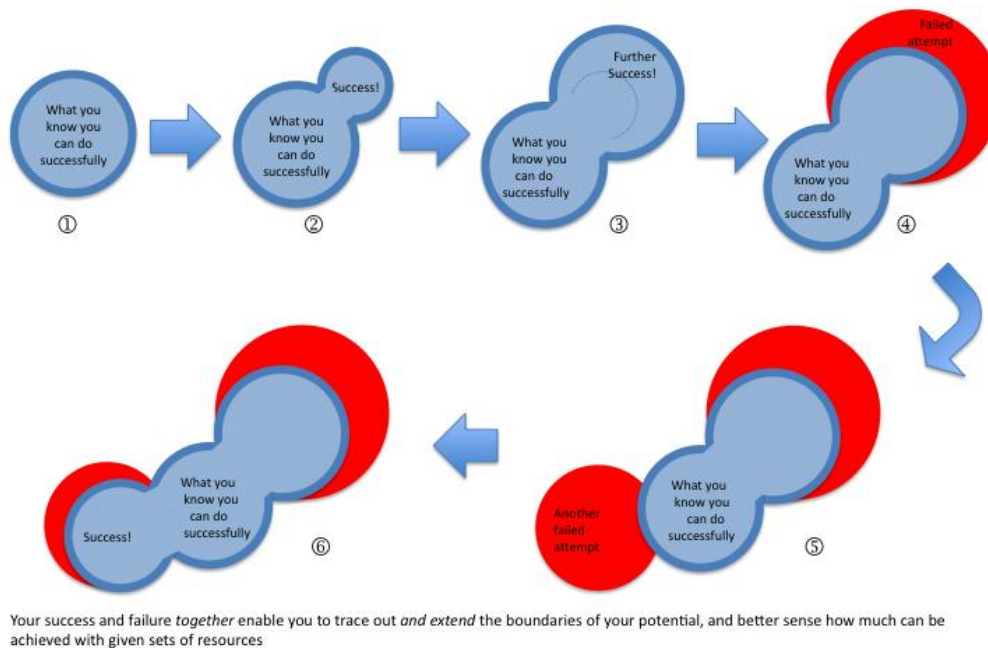 What you
know you
can do
successfully
①
What you
know you
can do
successfully
Success!
②
What you
know you
can do
successfully
Further
Success!
③
Failed
attempt
What you
know you
can do
successfully
④
Another
failed
attempt
What you
know you
can do
successfully
⑤
Success!
What you
know you
can do
successfully
⑥
Your success and failure together enable you to trace out and extend the boundaries of your potential, and better sense how much can be
achieved with given sets of resources